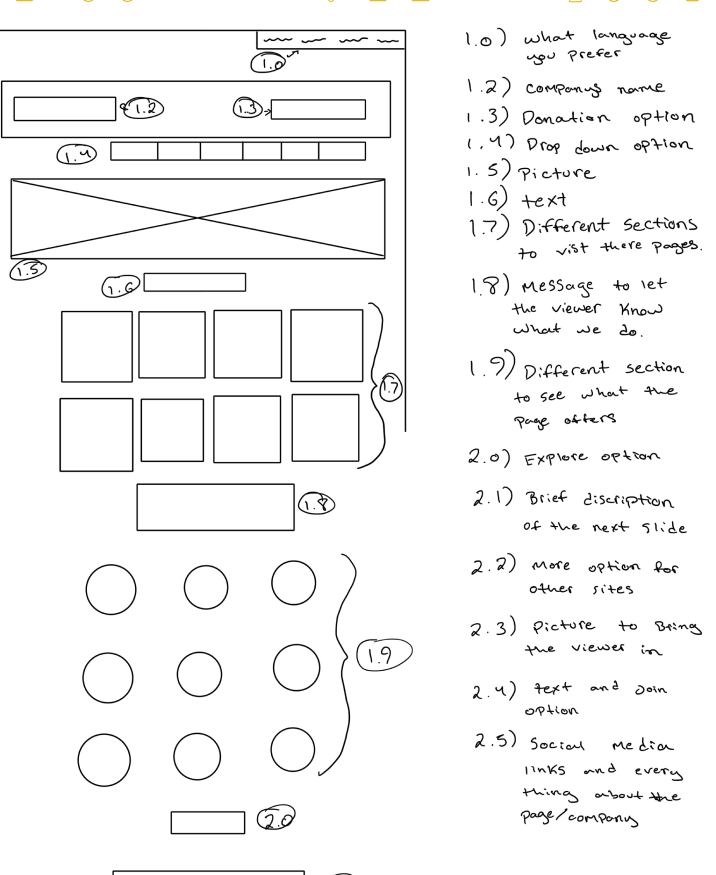 1.0
1.2
1.3
1.4
1.5
1.6
1.7
1.8
1.9
2.0
1.0) what language
you prefer
1.2) companys name
1.3) Donation option
1.4) Drop down option
1.5) Picture
1.6) text
1.7) Different sections
to vist there pages.
1.8) Message to let
the viewer know
what we do.
1.9) Different section
to see what the
page offers
2.0) Explore option
2.1) Brief discription
of the next slide
2.2) More option for
other sites
2.3) Picture to Bring
the viewer in
2.4) text and Join
option
2.5) Social Media
links and every
thing about the
page/company